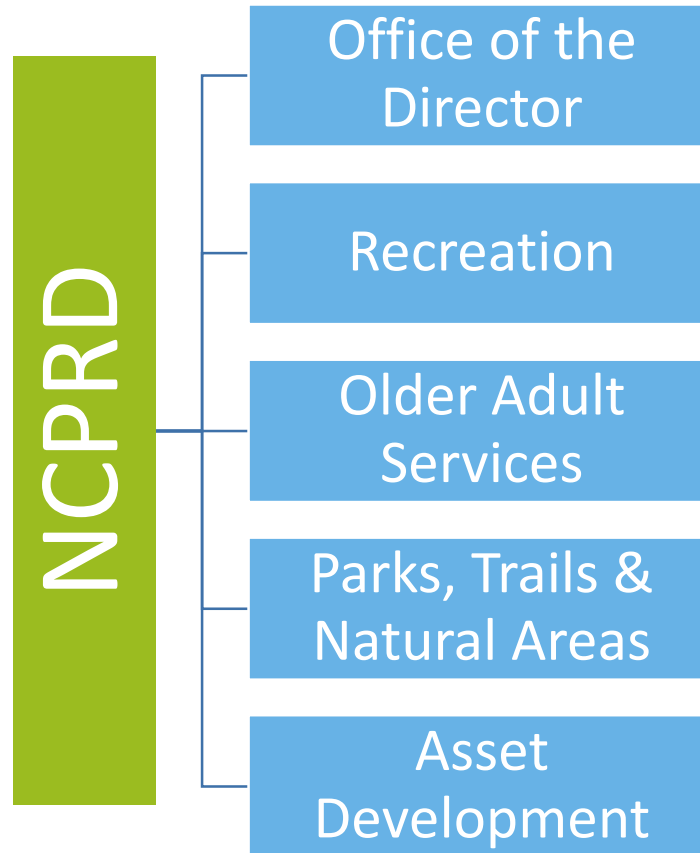 NCPRD
Office of the
Director
Recreation
Older Adult
Services
Parks, Trails &
Natural Areas
Asset
Development